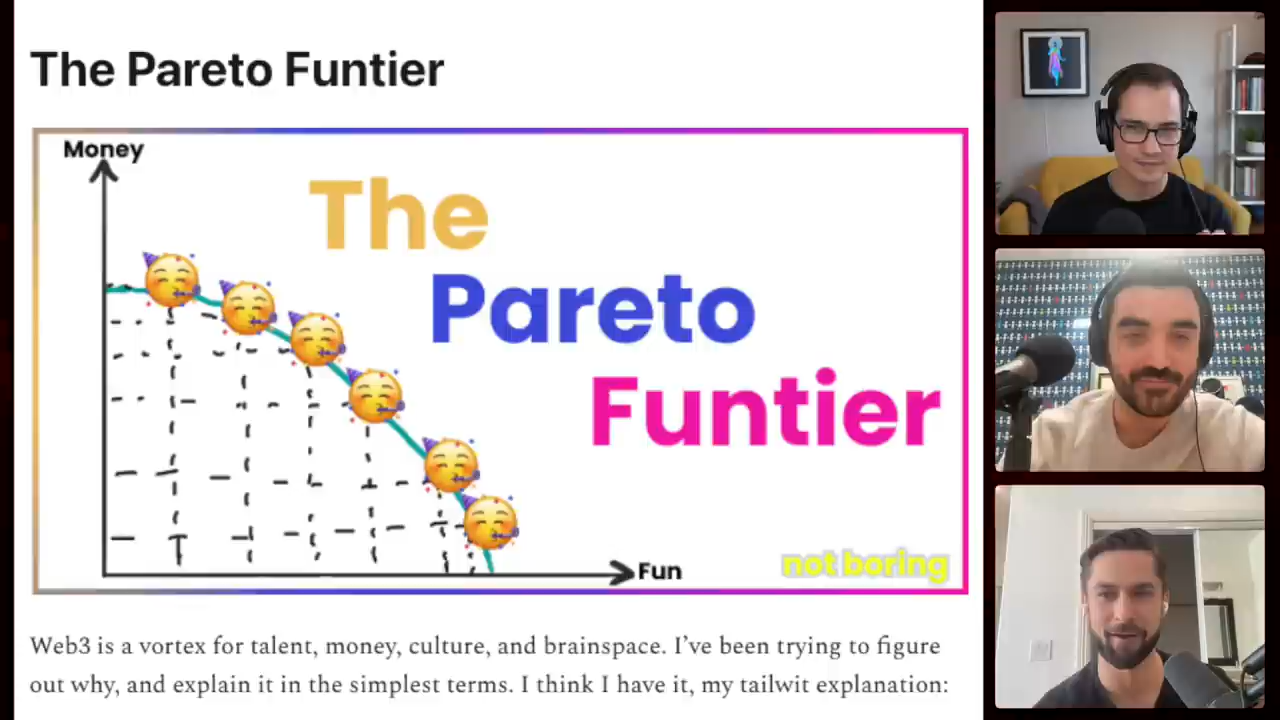 The Pareto Funtier
Money
The
Pareto
Funtier
Fun
not boring
Web3 is a vortex for talent, money, culture, and brainspace. I’ve been trying to figure
out why, and explain it in the simplest terms. I think I have it, my tailwit explanation: